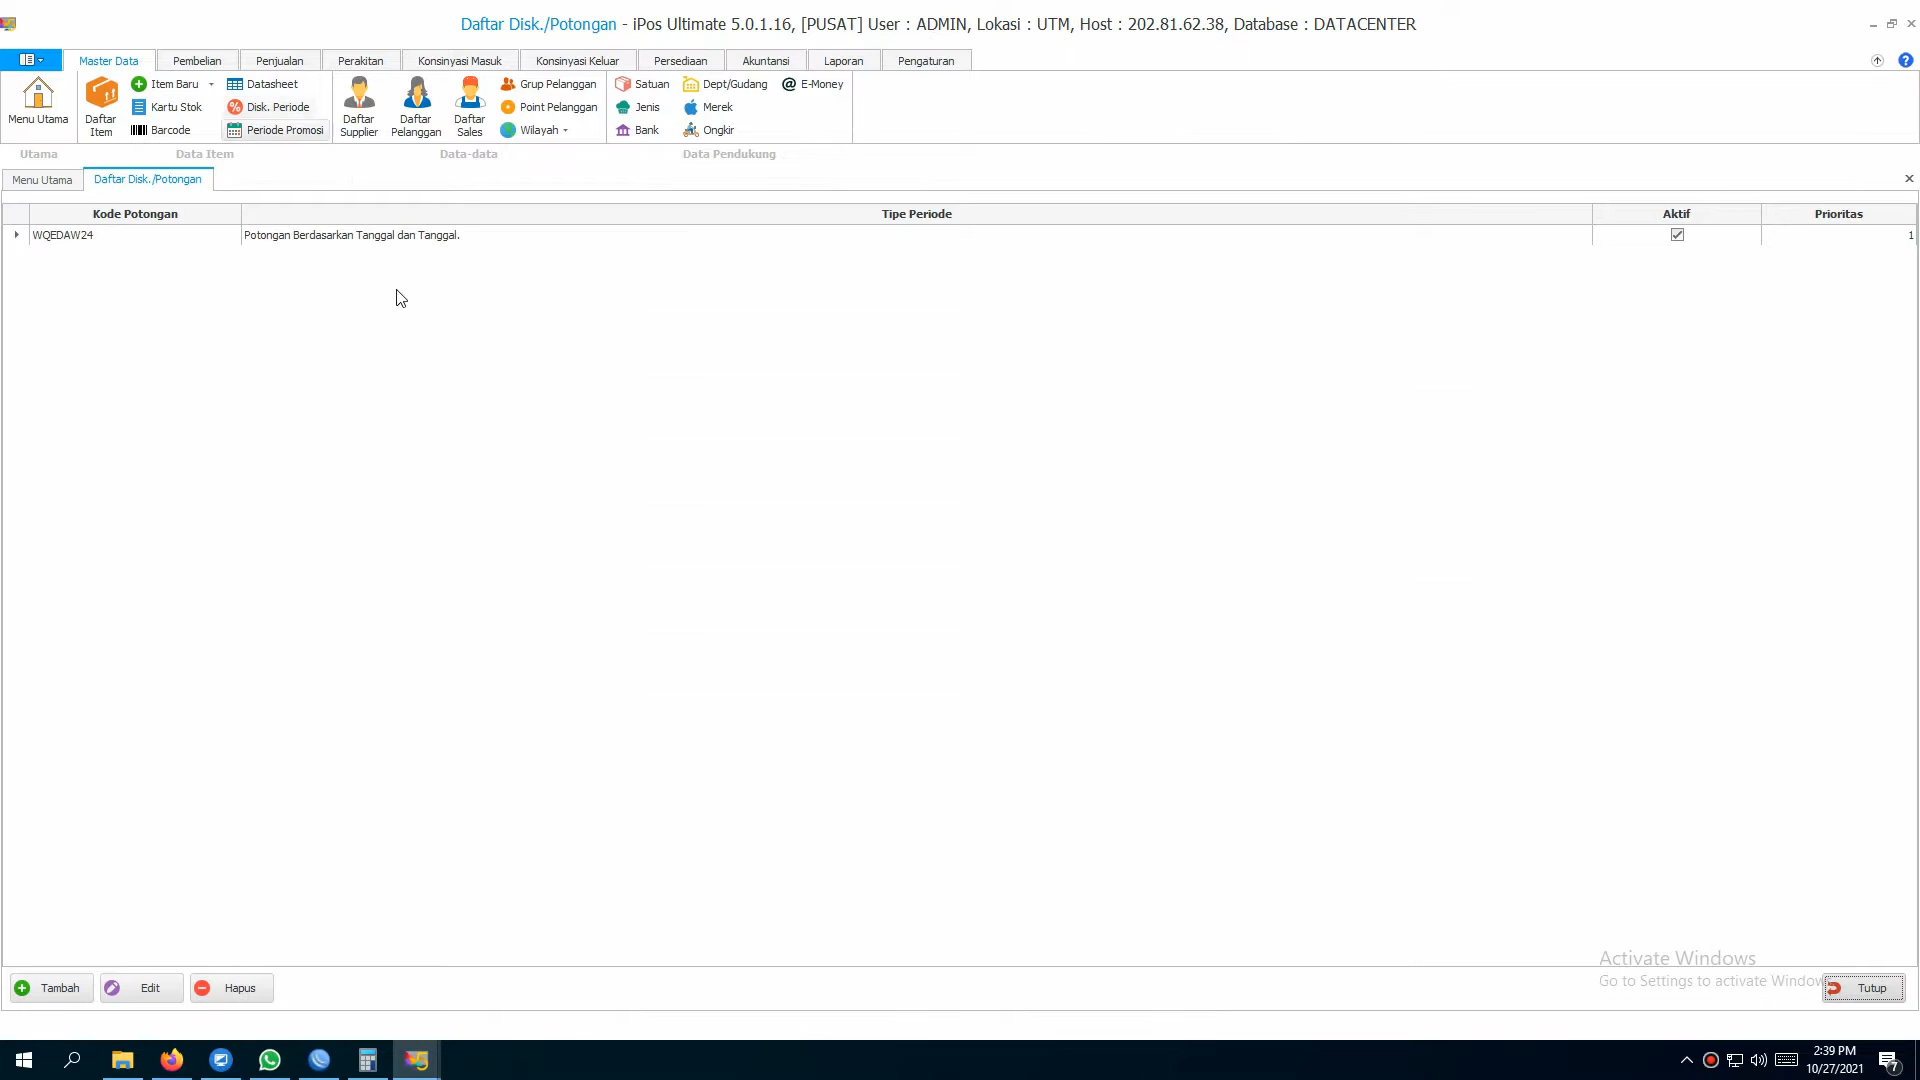 Daftar Disk./Potongan - iPos Ultimate 5.0.1.16, [PUSAT] User : ADMIN, Lokasi : UTM, Host : 202.81.62.38, Database : DATACENTER
Master Data Pembelian Penjualan Perakitan Konsinyasi Masuk Konsinyasi Keluar Persediaan Akuntansi Laporan Pengaturan
Menu Utama
Daftar Item
Item Baru
Kartu Stok
Barcode
Datasheet
Disk. Periode
Periode Promosi
Daftar Supplier
Daftar Pelanggan
Daftar Sales
Grup Pelanggan
Point Pelanggan
Wilayah
Satuan
Jenis
Bank
Dept/Gudang
Merek
Ongkir
@ E-Money
Utama Data Item Data-data Data Pendukung
Menu Utama Daftar Disk./Potongan
Kode Potongan Tipe Periode Aktif Prioritas
WQEDAW24 Potongan Berdasarkan Tanggal dan Tanggal. 1
Activate Windows
Go to Settings to activate Window
Tambah Edit Hapus Tutup
2:39 PM
10/27/2021
7